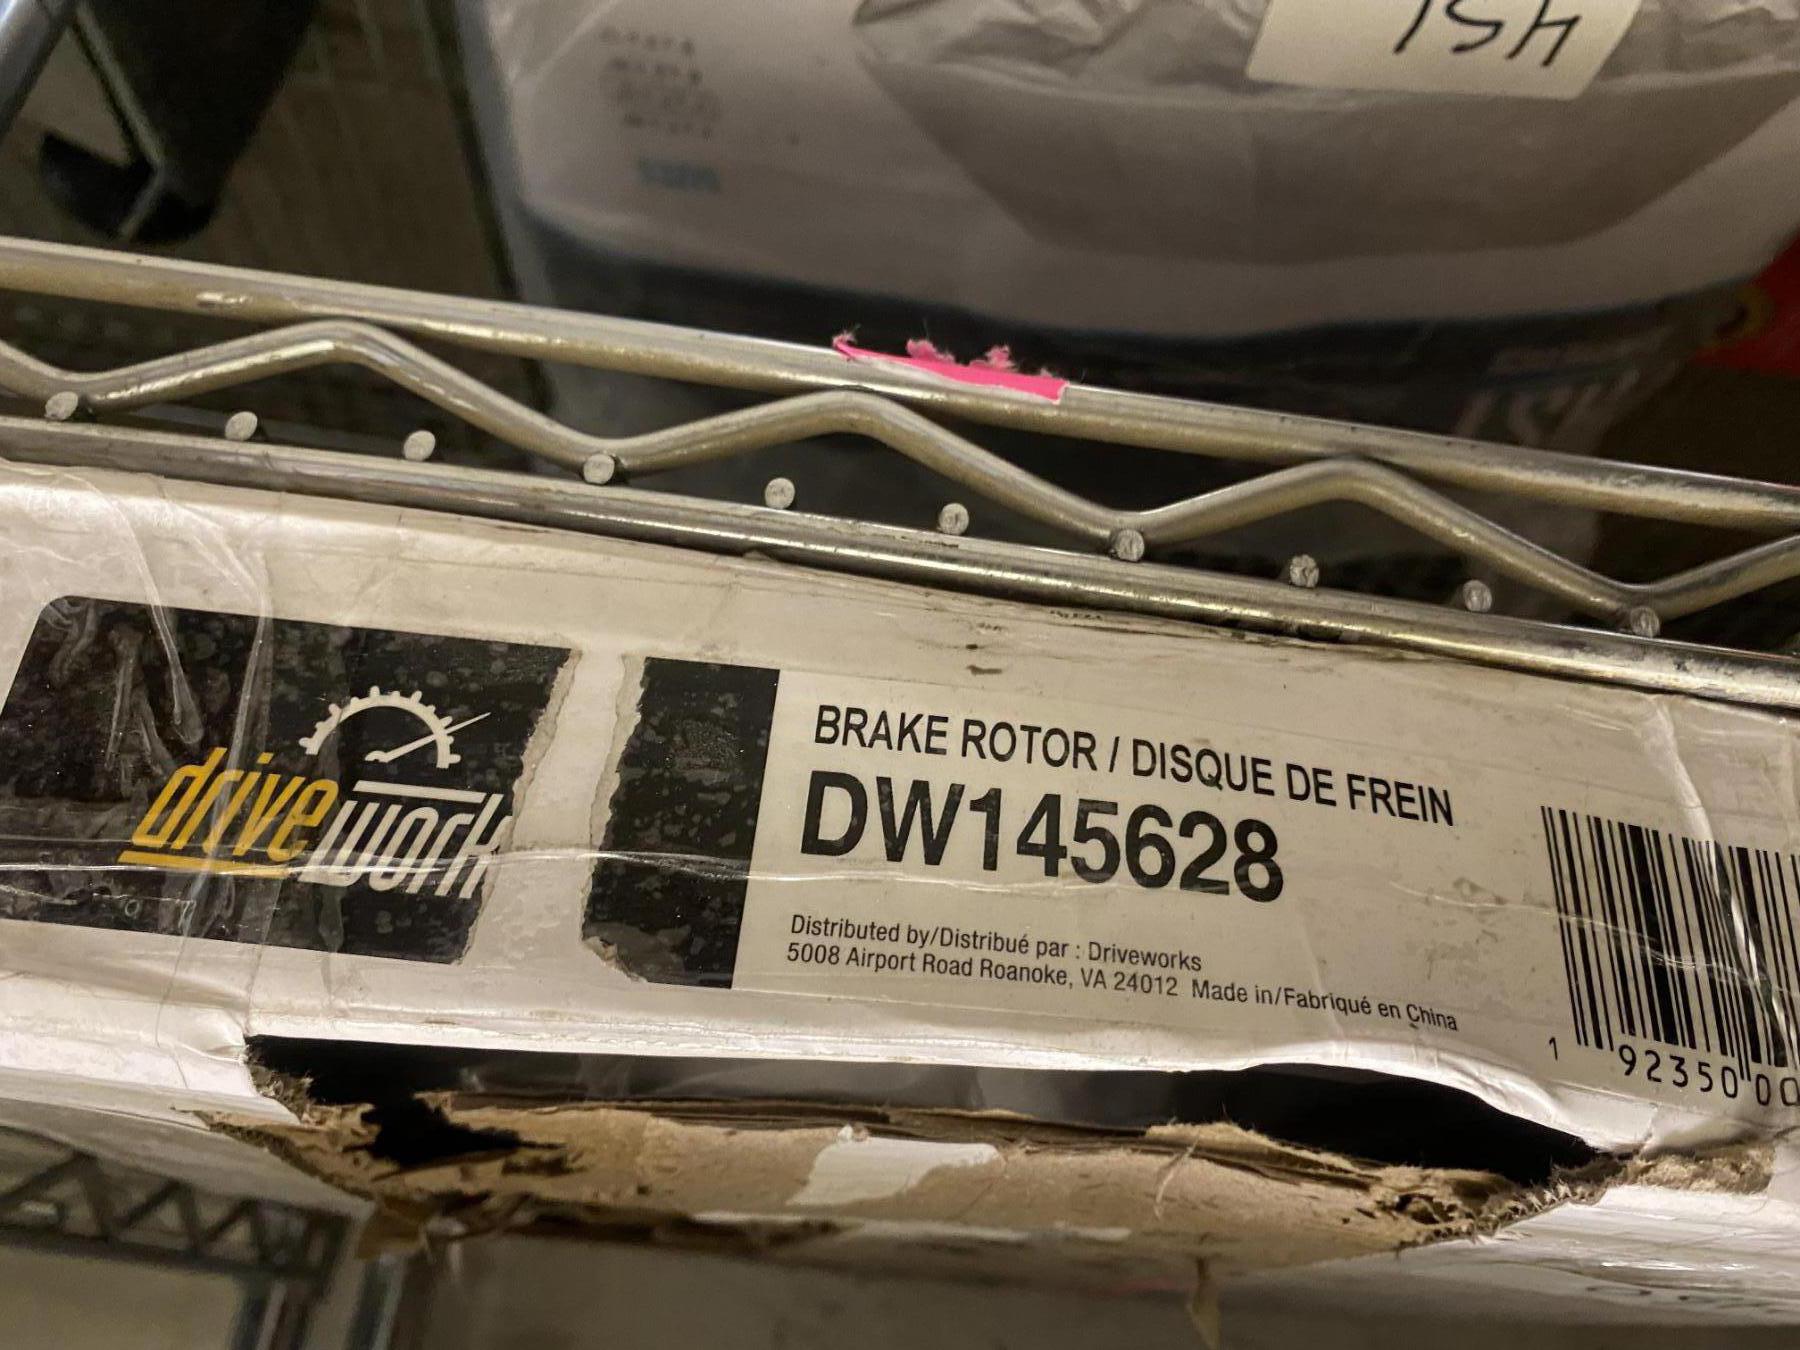 drivework
BRAKE ROTOR / DISQUE DE FREIN
DW145628
Distributed by/Distribué par : Driveworks
5008 Airport Road Roanoke, VA 24012 Made in/Fabriqué en China
1 92350 00